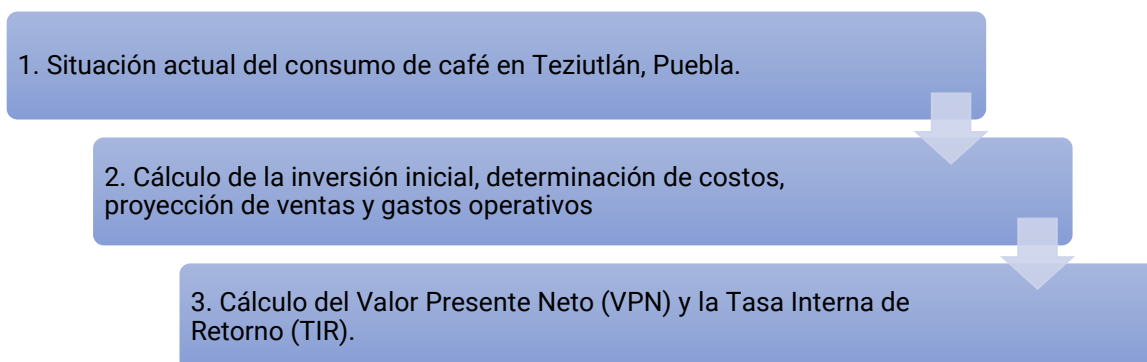 1. Situación actual del consumo de café en Teziutlán, Puebla.
2. Cálculo de la inversión inicial, determinación de costos,
proyección de ventas y gastos operativos
3. Cálculo del Valor Presente Neto (VPN) y la Tasa Interna de
Retorno (TIR).